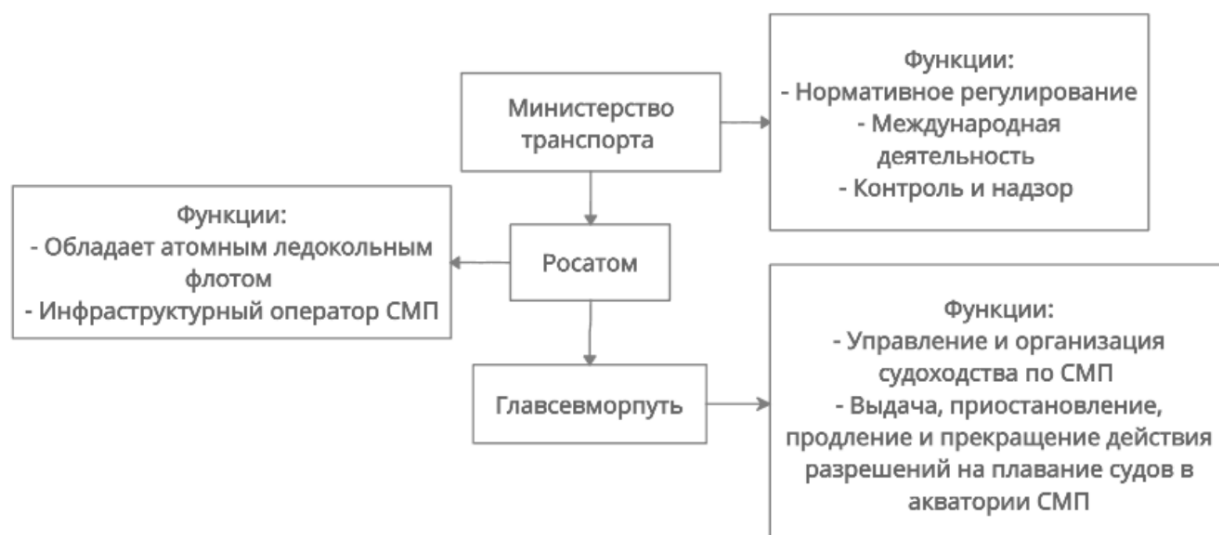 Министерство
транспорта
Функции:
- Нормативное регулирование
- Международная
деятельность
- Контроль и надзор
Функции:
- Обладает атомным ледокольным
флотом
- Инфраструктурный оператор СМП
Росатом
Главсевморпуть
Функции:
- Управление и организация
судоходства по СМП
- Выдача, приостановление,
продление и прекращение действия
разрешений на плавание судов в
акватории СМП